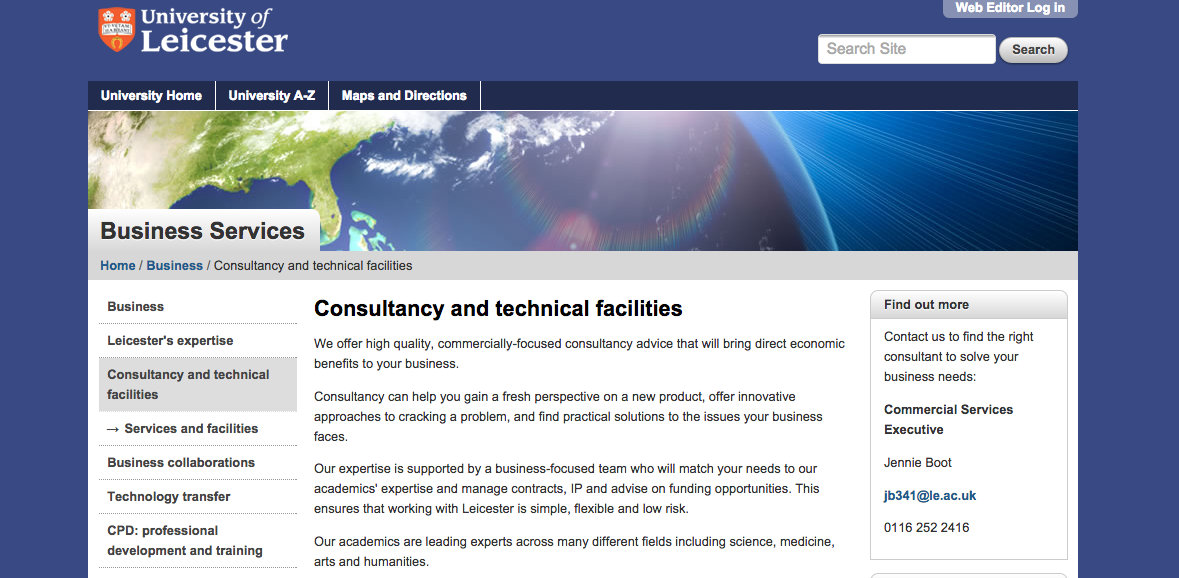 Web Editor Log In
University of
Leicester
Search Site
Search
University Home
University A-Z
Maps and Directions
Business Services
Home / Business / Consultancy and technical facilities
Business
Leicester's expertise
Consultancy and technical
facilities
→ Services and facilities
Business collaborations
Technology transfer
CPD: professional
development and training
Consultancy and technical facilities
We offer high quality, commercially-focused consultancy advice that will bring direct economic
benefits to your business.
Consultancy can help you gain a fresh perspective on a new product, offer innovative
approaches to cracking a problem, and find practical solutions to the issues your business
faces.
Our expertise is supported by a business-focused team who will match your needs to our
academics' expertise and manage contracts, IP and advise on funding opportunities. This
ensures that working with Leicester is simple, flexible and low risk.
Our academics are leading experts across many different fields including science, medicine,
arts and humanities.
Find out more
Contact us to find the right
consultant to solve your
business needs:
Commercial Services
Executive
Jennie Boot
jb341@le.ac.uk
0116 252 2416